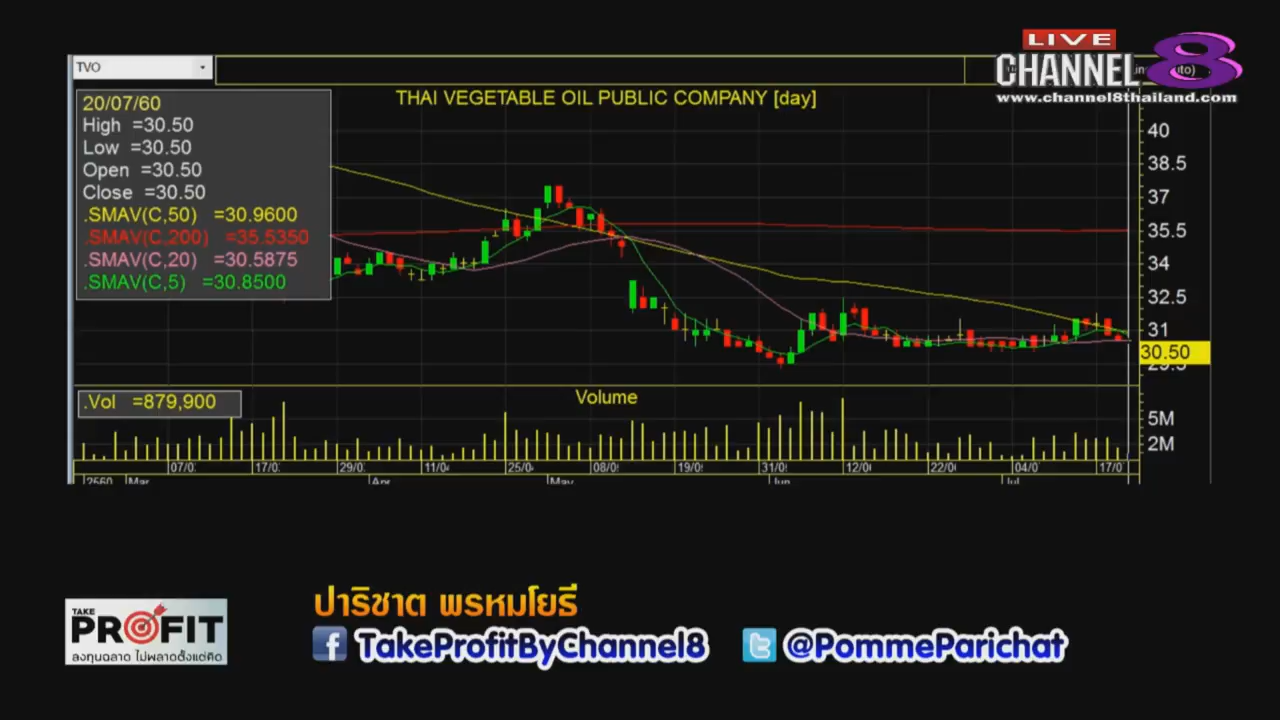 LIVE
CHANNEL 8
www.channel8thailand.com
TVO
THAI VEGETABLE OIL PUBLIC COMPANY [day]
20/07/60
High =30.50
Low =30.50
Open =30.50
Close =30.50
.SMAV(C,50) =30.9600
.SMAV(C,200) =35.5350
.SMAV(C,20) =30.5875
.SMAV(C,5) =30.8500
40
38.5
37
35.5
34
32.5
31
30.50
29.5
.Vol =879,900
Volume
5M
2M
07/0 17/0 29/0 11/0 25/0 08/0 19/0 31/0 12/0 22/0 04/0 17/0
2560 Mar Apr May Jun Jul
TAKE
PROFIT
ลงทุนฉลาด ไม่พลาดตั้งแต่คิด
ปาริชาต พรหมโยธี
TakeProfitByChannel8
@PommeParichat